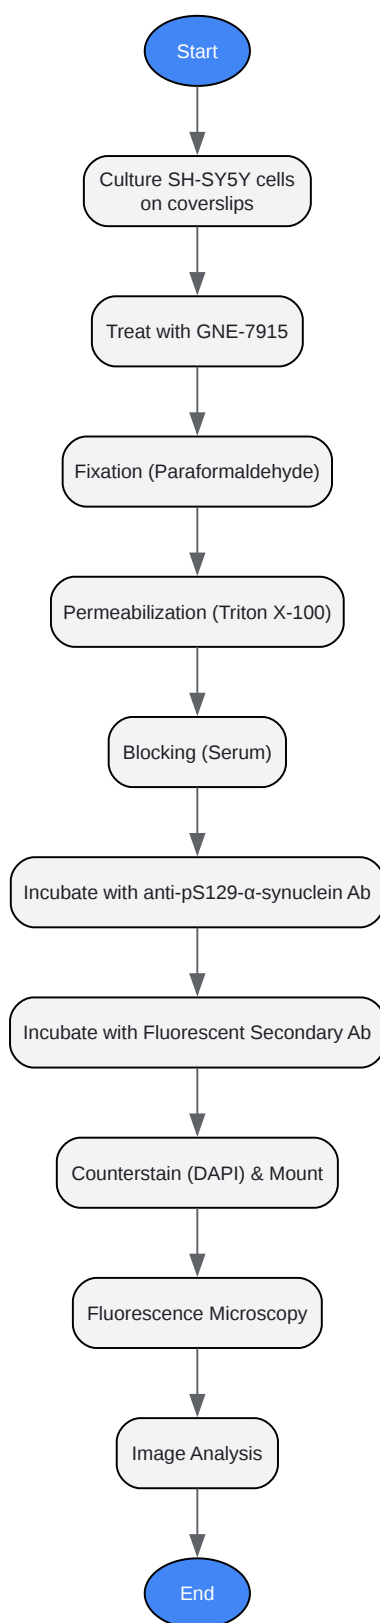 Start
Culture SH-SY5Y cells
on coverslips
Treat with GNE-7915
Fixation (Paraformaldehyde)
Permeabilization (Triton X-100)
Blocking (Serum)
Incubate with anti-pS129-α-synuclein Ab
Incubate with Fluorescent Secondary Ab
Counterstain (DAPI) & Mount
Fluorescence Microscopy
Image Analysis
End